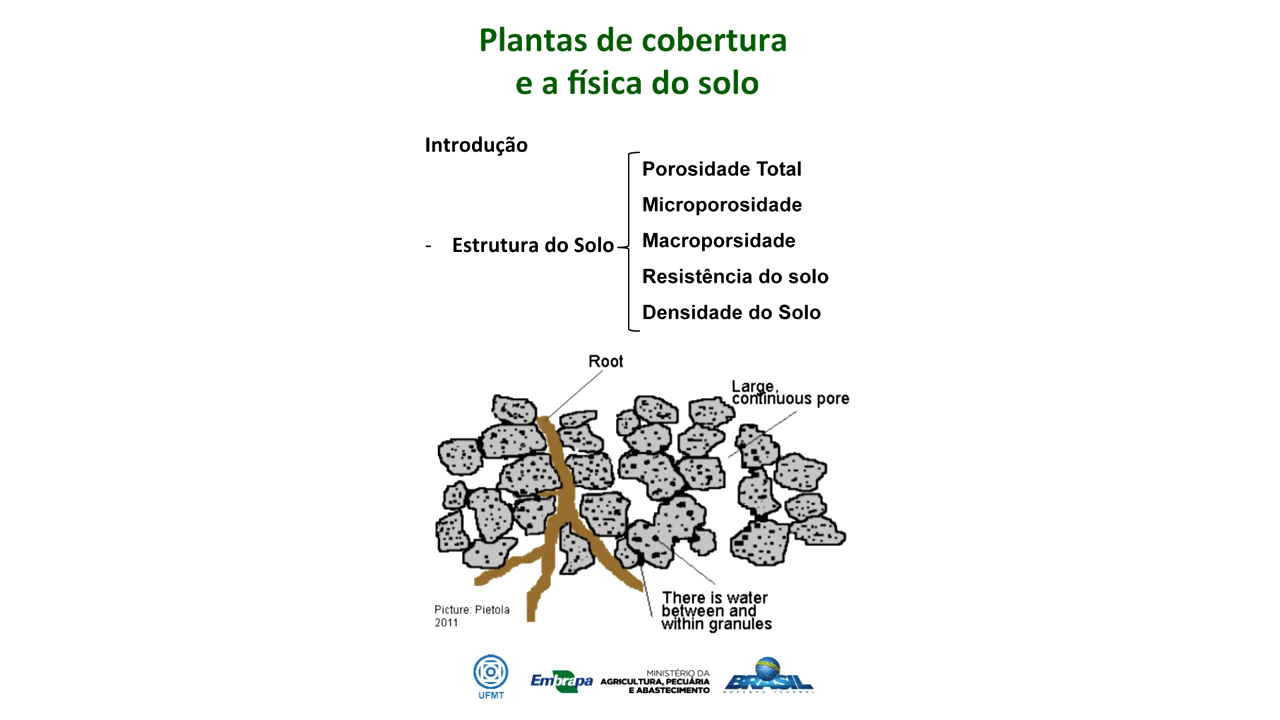 Plantas de cobertura
e a física do solo
Introdução
- Estrutura do Solo
Porosidade Total
Microporosidade
Macroporsidade
Resistência do solo
Densidade do Solo
Root
Large,
continuous pore
There is water
between and
within granules
Picture: Pietola
2011
UFMT
Embrapa
MINISTÉRIO DA
AGRICULTURA, PECUÁRIA
E ABASTECIMENTO
BRASIL
GOVERNO FEDERAL